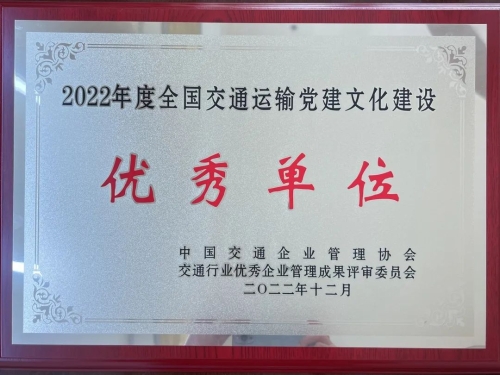 2022年度全国交通运输党建文化建设
优秀单位
中国交通企业管理协会
交通行业优秀企业管理成果评审委员会
二〇二二年十二月